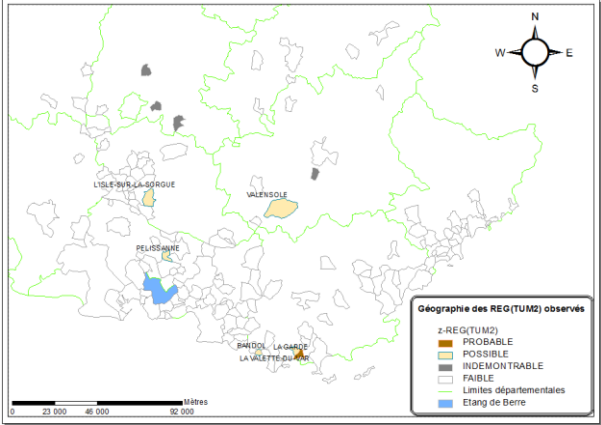 N
W
E
S
L'ISLE-SUR-LA-SORGUE
VALENSOLE
PELISSANNE
BANDOL
LA GARDE
LA VALETTE-DU-VAR
Géographie des REG(TUM2) observés
z-REG(TUM2)
PROBABLE
POSSIBLE
INDEMONTRABLE
FAIBLE
Limites départementales
Etang de Berre
Mètres
0 23 000 46 000 92 000